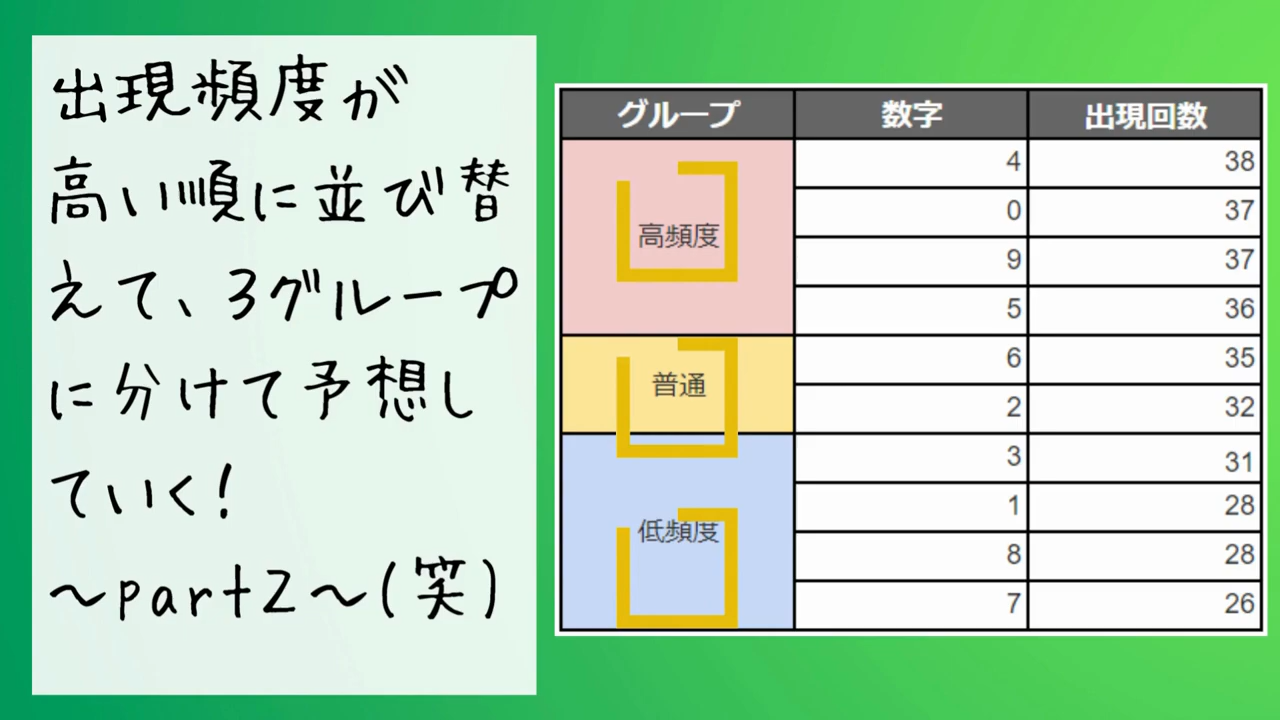 出現頻度が
高い順に並び替
えて、3グループ
に分けて予想し
ていく!
~part2~(笑)
グループ 数字 出現回数
高頻度 4 38
0 37
9 37
5 36
普通 6 35
2 32
低頻度 3 31
1 28
8 28
7 26